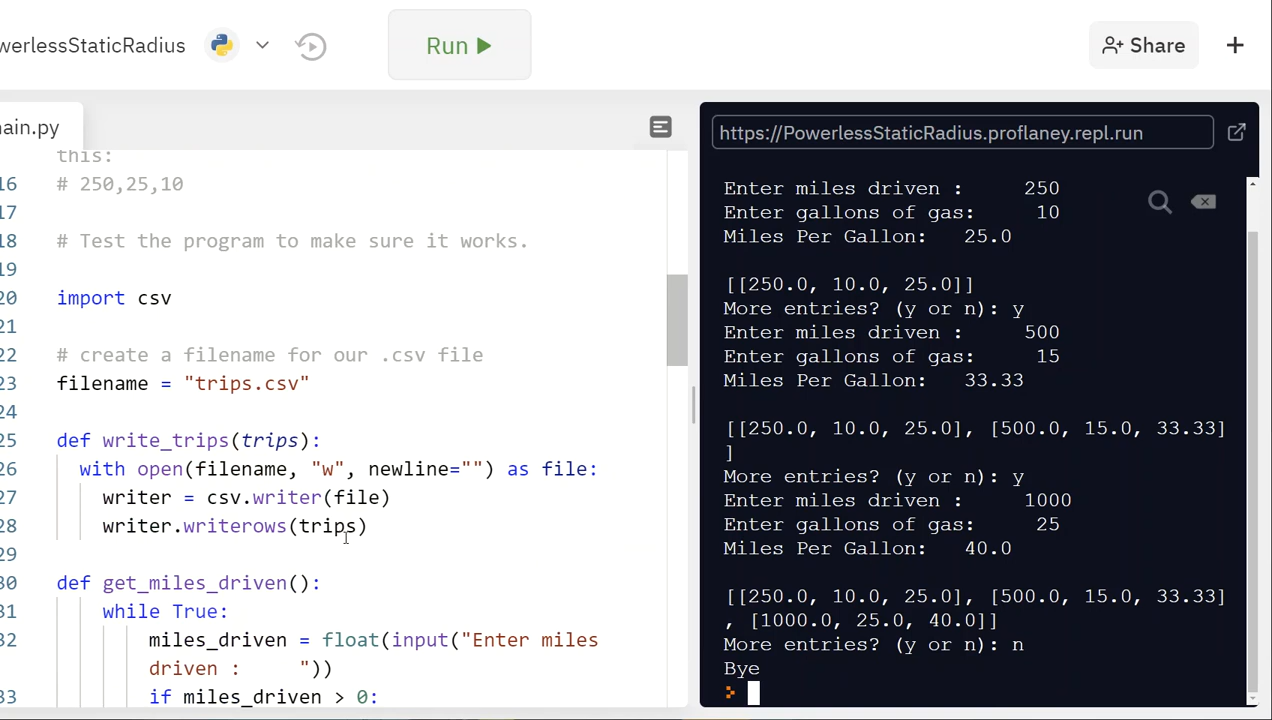 werlessStaticRadius
Run
Share
+
ain.py
https://PowerlessStaticRadius.proflaney.repl.run
this:
16 # 250,25,10
17
18 # Test the program to make sure it works.
19
20 import csv
21
22 # create a filename for our .csv file
23 filename = "trips.csv"
24
25 def write_trips(trips):
26 with open(filename, "w", newline="") as file:
27 writer = csv.writer(file)
28 writer.writerows(trips)
29
30 def get_miles_driven():
31 while True:
32 miles_driven = float(input("Enter miles
driven :     "))
33 if miles_driven > 0:
Enter miles driven :     250
Enter gallons of gas:     10
Miles Per Gallon:   25.0
[[250.0, 10.0, 25.0]]
More entries? (y or n): y
Enter miles driven :     500
Enter gallons of gas:     15
Miles Per Gallon:   33.33
[[250.0, 10.0, 25.0], [500.0, 15.0, 33.33]
]
More entries? (y or n): y
Enter miles driven :     1000
Enter gallons of gas:     25
Miles Per Gallon:   40.0
[[250.0, 10.0, 25.0], [500.0, 15.0, 33.33]
, [1000.0, 25.0, 40.0]]
More entries? (y or n): n
Bye